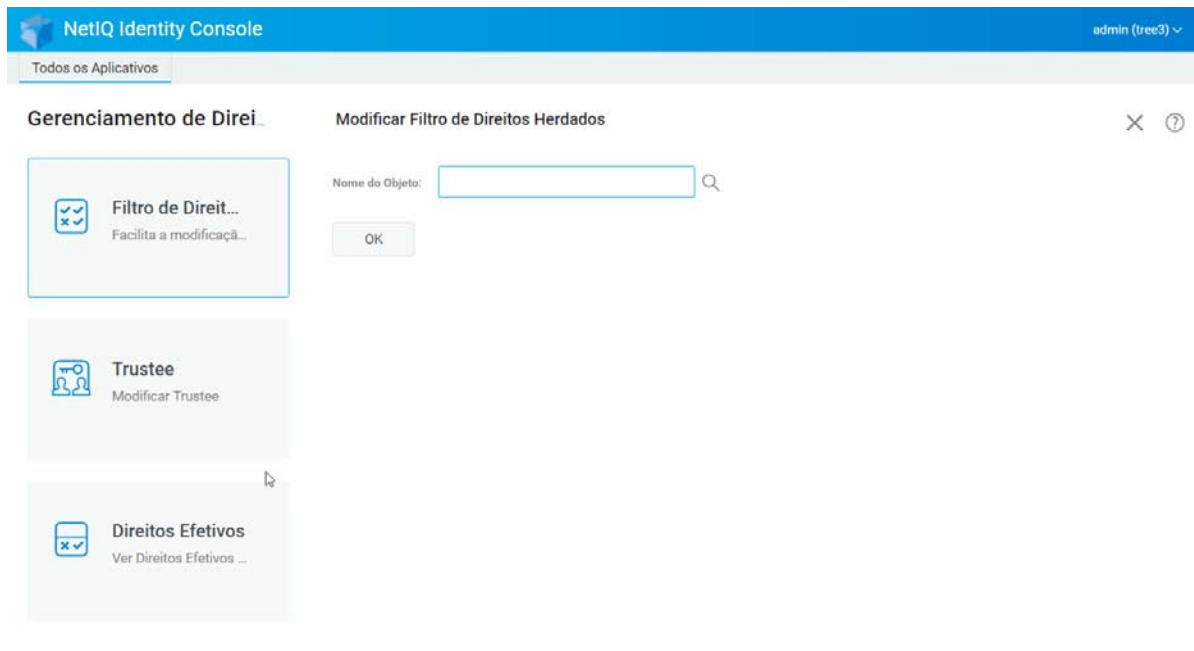 NetIQ Identity Console
admin (tree3)
Todos os Aplicativos
Gerenciamento de Direi...
Modificar Filtro de Direitos Herdados
Nome do Objeto:
OK
Filtro de Direit...
Facilita a modificaçã...
Trustee
Modificar Trustee
Direitos Efetivos
Ver Direitos Efetivos ...